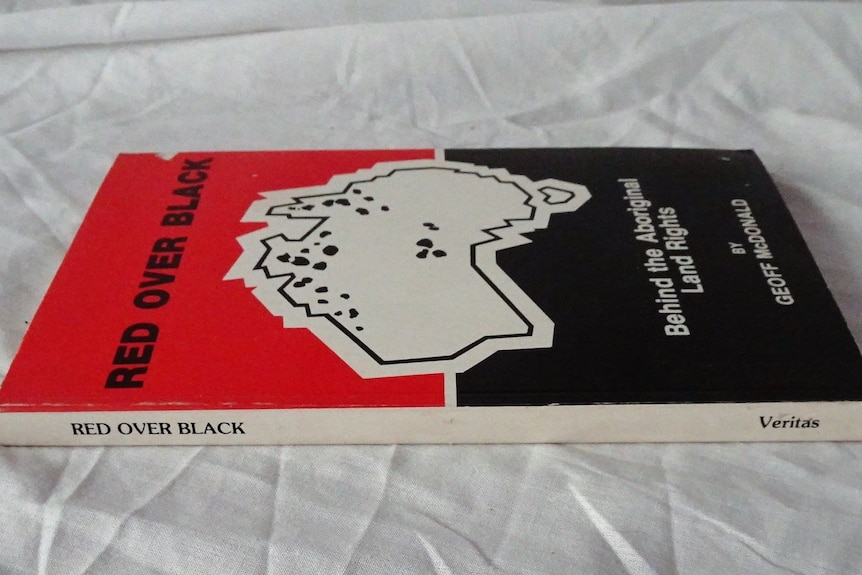 RED OVER BLACK
Behind the Aboriginal
Land Rights
BY
GEOFF McDONALD
RED OVER BLACK
Veritas